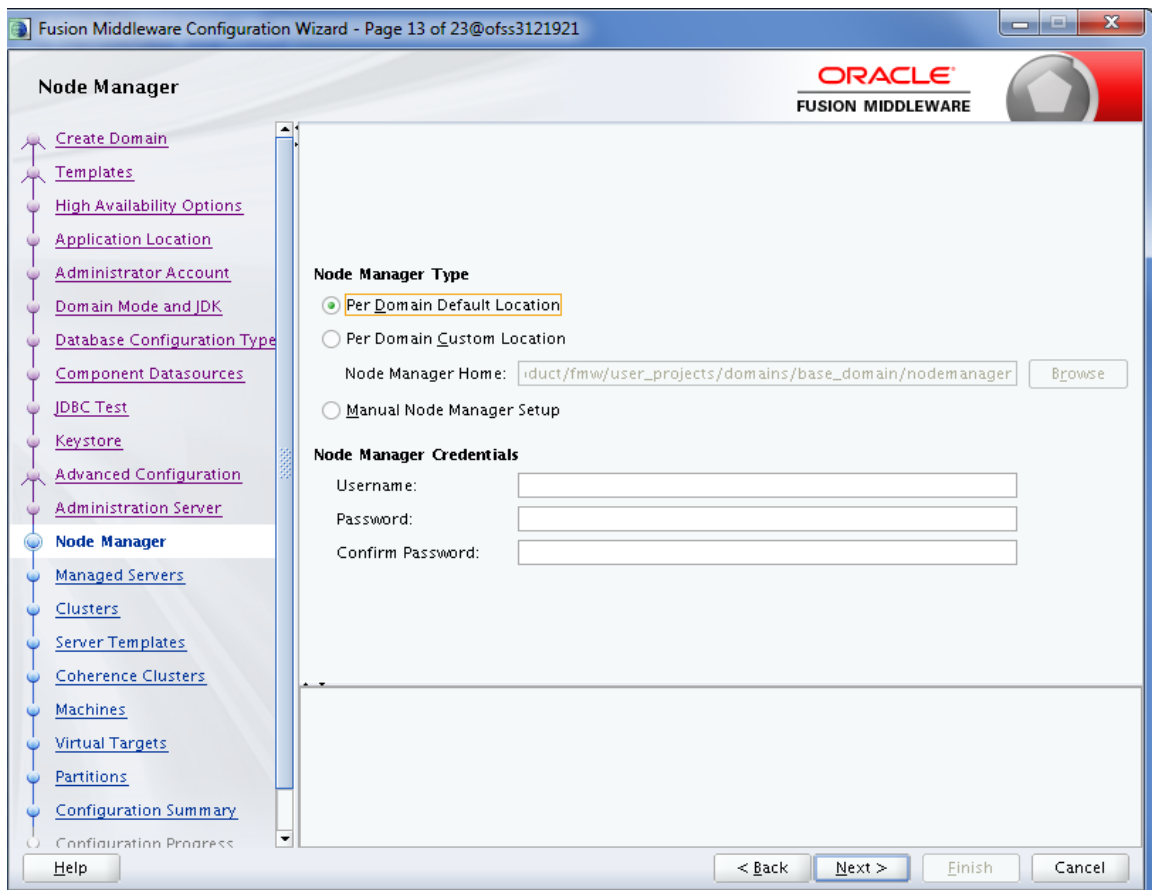 Fusion Middleware Configuration Wizard - Page 13 of 23@ofss3121921
Node Manager
ORACLE
FUSION MIDDLEWARE
Create Domain
Templates
High Availability Options
Application Location
Administrator Account
Domain Mode and JDK
Database Configuration Type
Component Datasources
JDBC Test
Keystore
Advanced Configuration
Administration Server
Node Manager
Managed Servers
Clusters
Server Templates
Coherence Clusters
Machines
Virtual Targets
Partitions
Configuration Summary
Configuration Progress
Node Manager Type
Per Domain Default Location
Per Domain Custom Location
Node Manager Home: duct/fmw/user_projects/domains/base_domain/nodemanager Browse
Manual Node Manager Setup
Node Manager Credentials
Username:
Password:
Confirm Password:
Help < Back Next > Finish Cancel